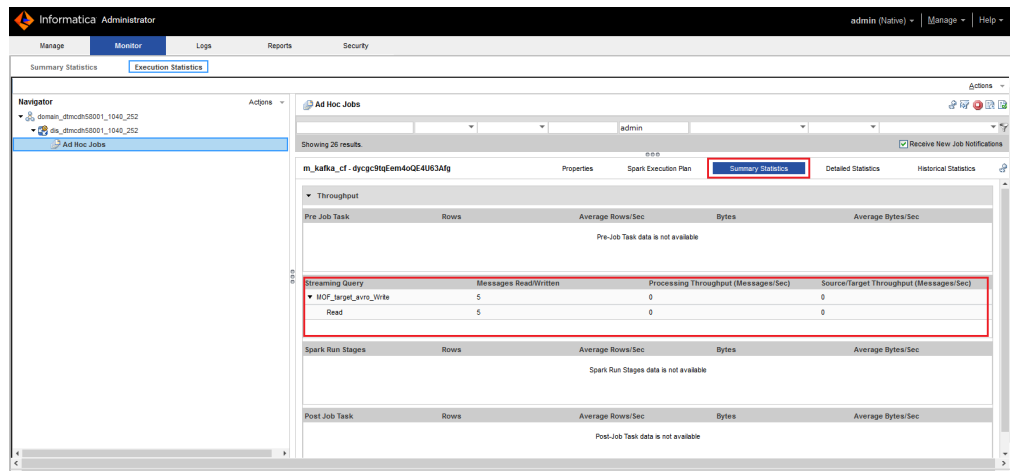 Informatica Administrator
admin (Native) Manage Help
Manage Monitor Logs Reports Security
Summary Statistics Execution Statistics
Actions
Navigator Actions
domain_dtmcdh58001_1040_252
dis_dtmcdh58001_1040_252
Ad Hoc Jobs
Ad Hoc Jobs
admin
Showing 26 results. Receive New Job Notifications
m_kafka_cf - dycgc9tqEem4oQE4U63Afg Properties Spark Execution Plan Summary Statistics Detailed Statistics Historical Statistics
Throughput
Pre Job Task Rows Average Rows/Sec Bytes Average Bytes/Sec
Pre-Job Task data is not available
Streaming Query Messages Read/Written Processing Throughput (Messages/Sec) Source/Target Throughput (Messages/Sec)
MOF_target_avro_Write 5 0 0
Read 5 0 0
Spark Run Stages Rows Average Rows/Sec Bytes Average Bytes/Sec
Spark Run Stages data is not available
Post Job Task Rows Average Rows/Sec Bytes Average Bytes/Sec
Post-Job Task data is not available